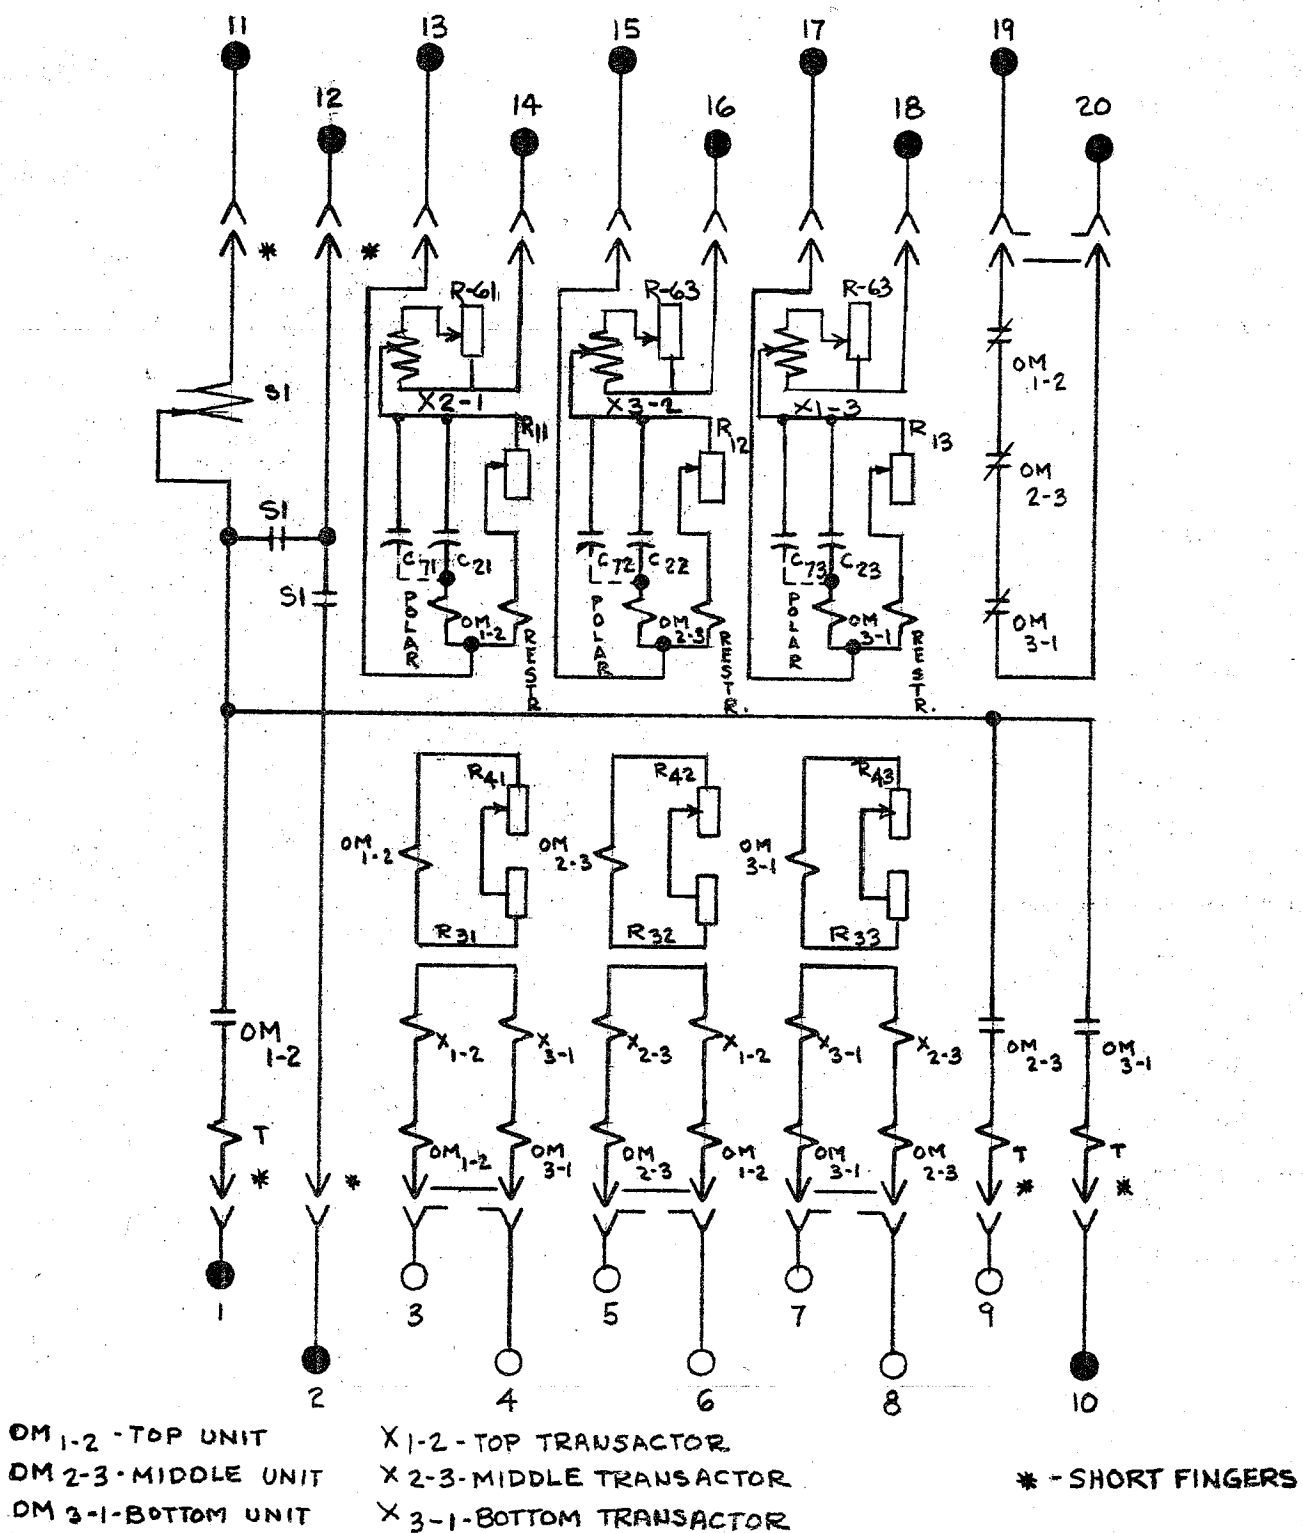 11 13 15 17 19
12 14 16 18 20
* *
R-61 R-63 R-63
S1
X2-1 X3-2 X1-3
R11 R12 R13
OM 1-2
OM 2-3
S1
C71 C21 C72 C22 C73 C23
S1
POLAR OM 1-2 RESTR.
POLAR OM 2-3 RESTR.
POLAR OM 3-1 RESTR.
OM 3-1
R41 R42 R43
OM 1-2 OM 2-3 OM 3-1
R31 R32 R33
OM 1-2 X1-2 X3-1 X2-3 X1-2 X3-1 X2-3 OM 2-3 OM 3-1
T OM1-2 OM 3-1 OM 2-3 OM 1-2 OM 3-1 OM 2-3 T T
* * * *
1 3 5 7 9
2 4 6 8 10
OM 1-2 - TOP UNIT X 1-2 - TOP TRANSACTOR
OM 2-3 - MIDDLE UNIT X 2-3 - MIDDLE TRANSACTOR * - SHORT FINGERS
OM 3-1 - BOTTOM UNIT X 3-1 - BOTTOM TRANSACTOR